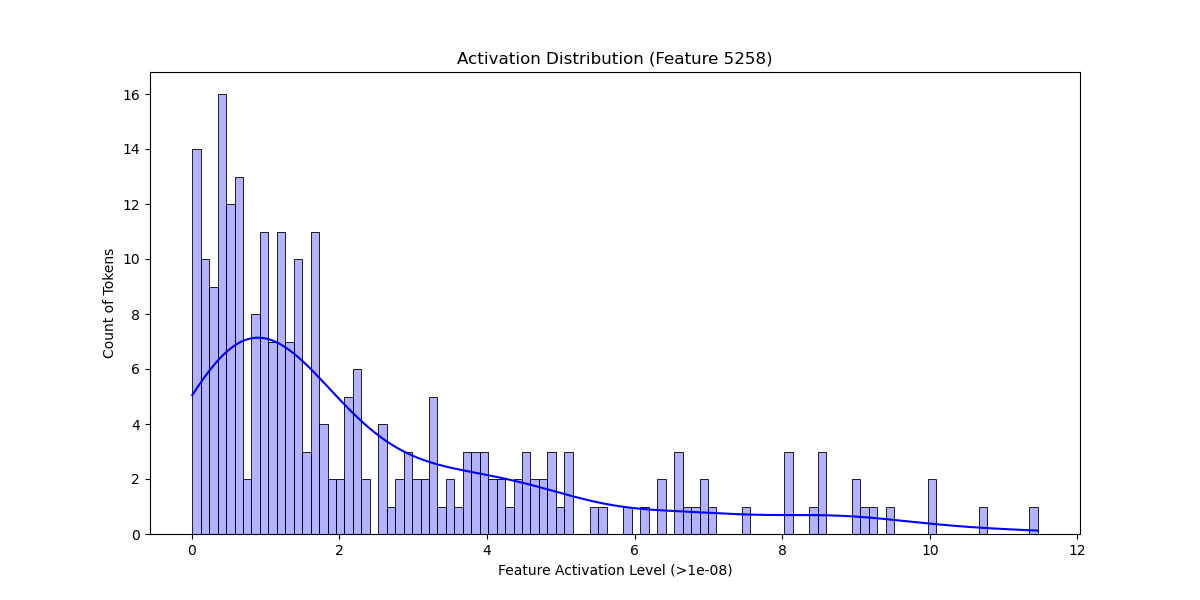 Activation Distribution (Feature 5258)
16
14
12
10
8
6
4
2
0
Count of Tokens
0 2 4 6 8 10 12
Feature Activation Level (>1e-08)